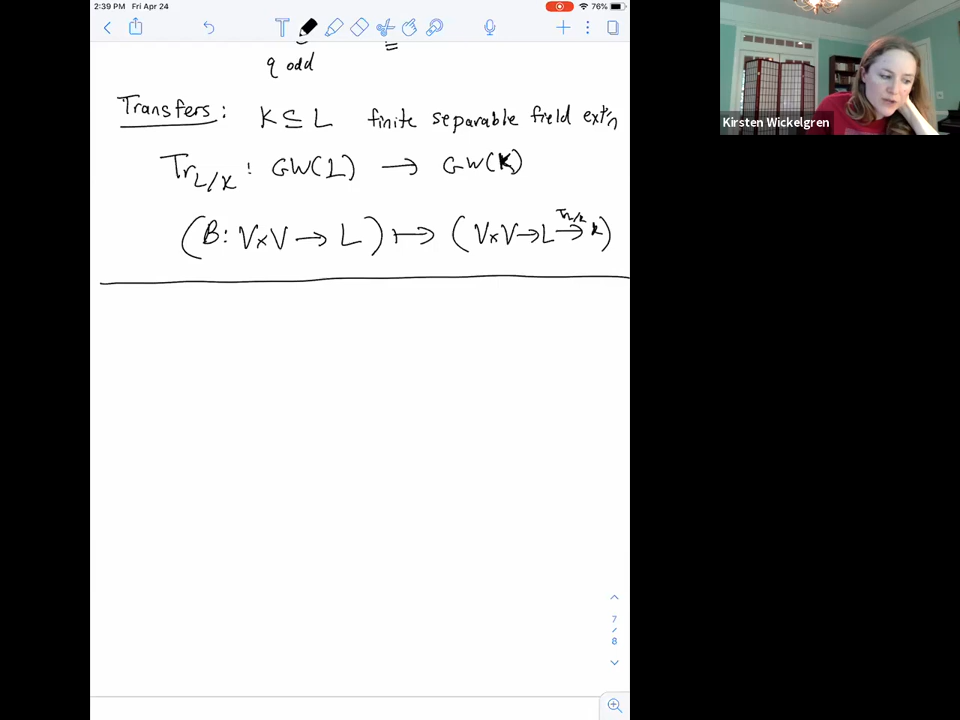 2:39 PM Fri Apr 24
76%
q odd
Transfers: K ⊆ L finite separable field ext'n
Tr_{L/K} : GW(L) → GW(K)
(B: V×V → L) ↦ (V×V → L \xrightarrow{Tr_{L/K}} K)
7
/
8
Kirsten Wickelgren